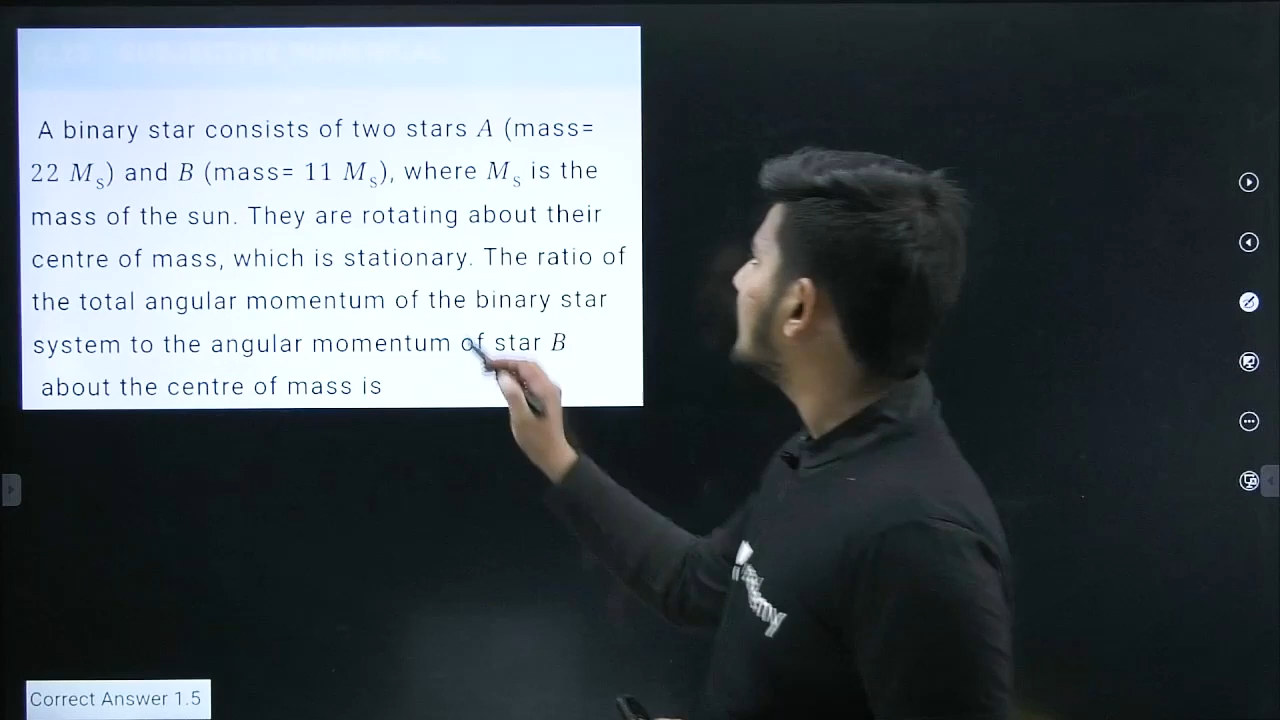 A binary star consists of two stars A (mass=
22 M_S) and B (mass= 11 M_S), where M_S is the
mass of the sun. They are rotating about their
centre of mass, which is stationary. The ratio of
the total angular momentum of the binary star
system to the angular momentum of star B
about the centre of mass is
Correct Answer 1.5